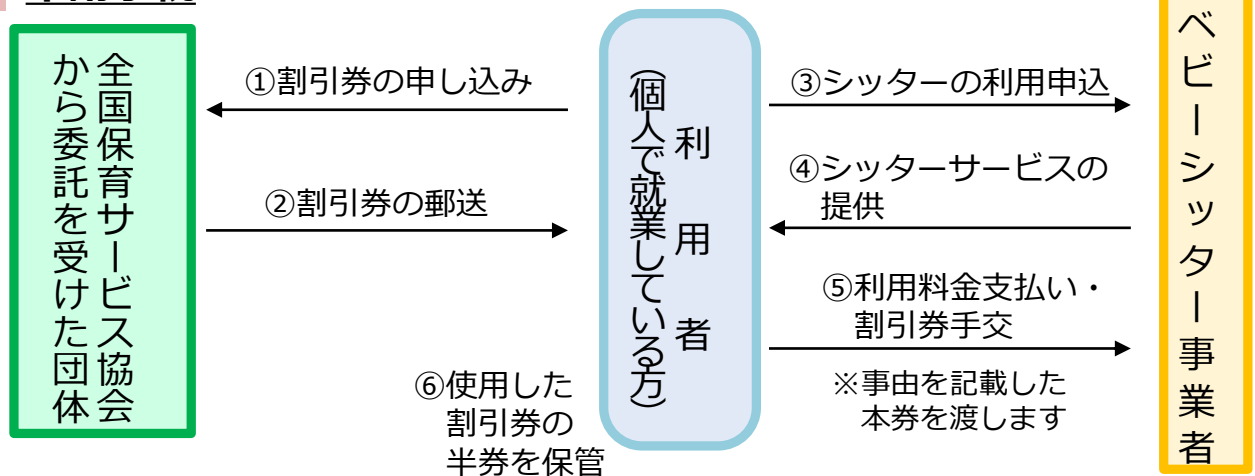 全国保育サービス協会
から委託を受けた団体
①割引券の申し込み
②割引券の郵送
利用者
(個人で就業している方)
③シッターの利用申込
④シッターサービスの
提供
⑤利用料金支払い・
割引券手交
※事由を記載した
本券を渡します
⑥使用した
割引券の
半券を保管
ベビーシッター事業者